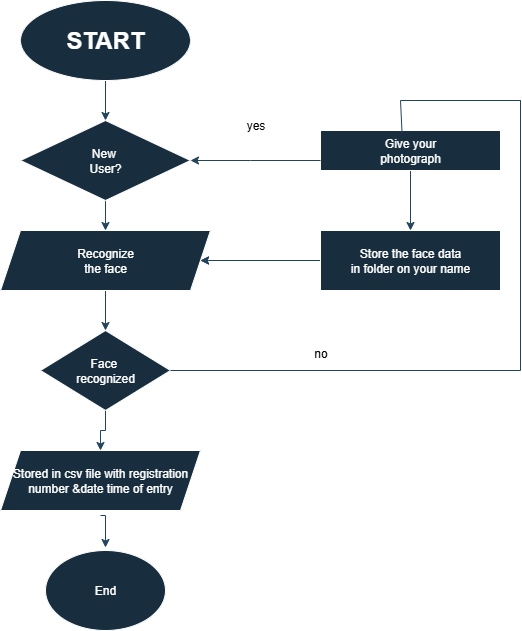 START
yes
New
User?
Give your
photograph
Recognize
the face
Store the face data
in folder on your name
no
Face
recognized
Stored in csv file with registration
number &date time of entry
End